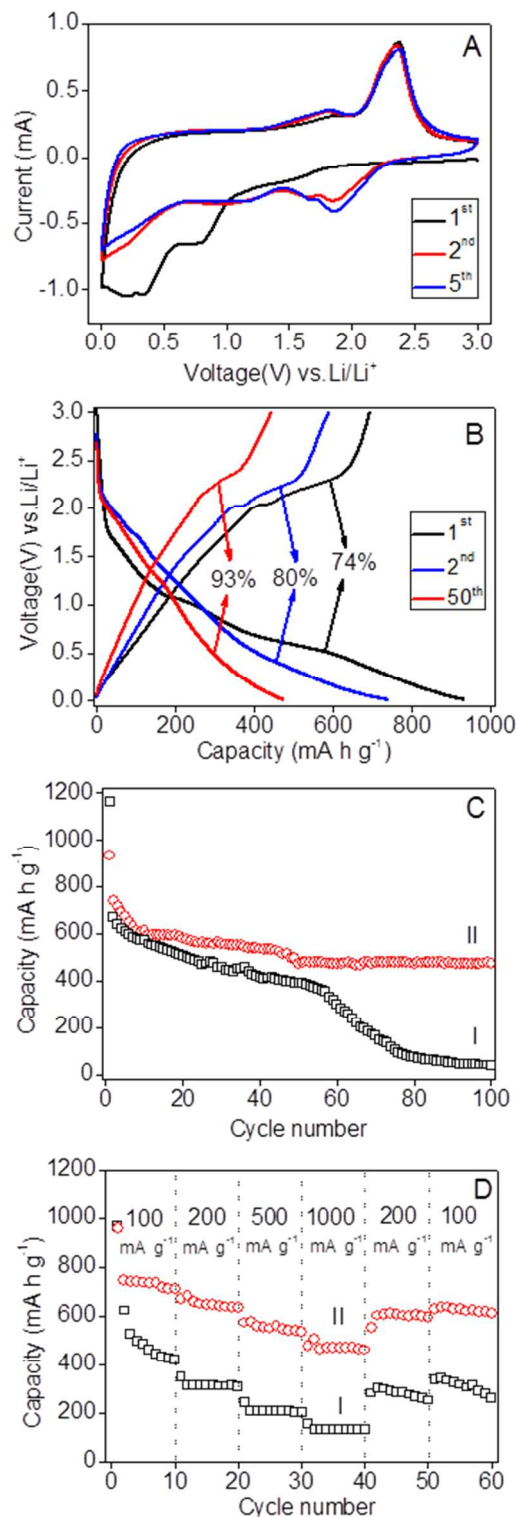 A
1.0
0.5
0.0
-0.5
-1.0
Current (mA)
1st
2nd
5th
0.0 0.5 1.0 1.5 2.0 2.5 3.0
Voltage(V) vs.Li/Li+
B
3.0
2.5
2.0
1.5
1.0
0.5
0.0
Voltage(V) vs.Li/Li+
93% 80% 74%
1st
2nd
50th
0 200 400 600 800 1000
Capacity (mA h g-1)
C
1200
1000
800
600
400
200
0
Capacity (mA h g-1)
II
I
0 20 40 60 80 100
Cycle number
D
1200
1000
800
600
400
200
0
Capacity (mA h g-1)
100 200 500 1000 200 100
mA g-1 mA g-1 mA g-1 mA g-1 mA g-1 mA g-1
II
I
0 10 20 30 40 50 60
Cycle number